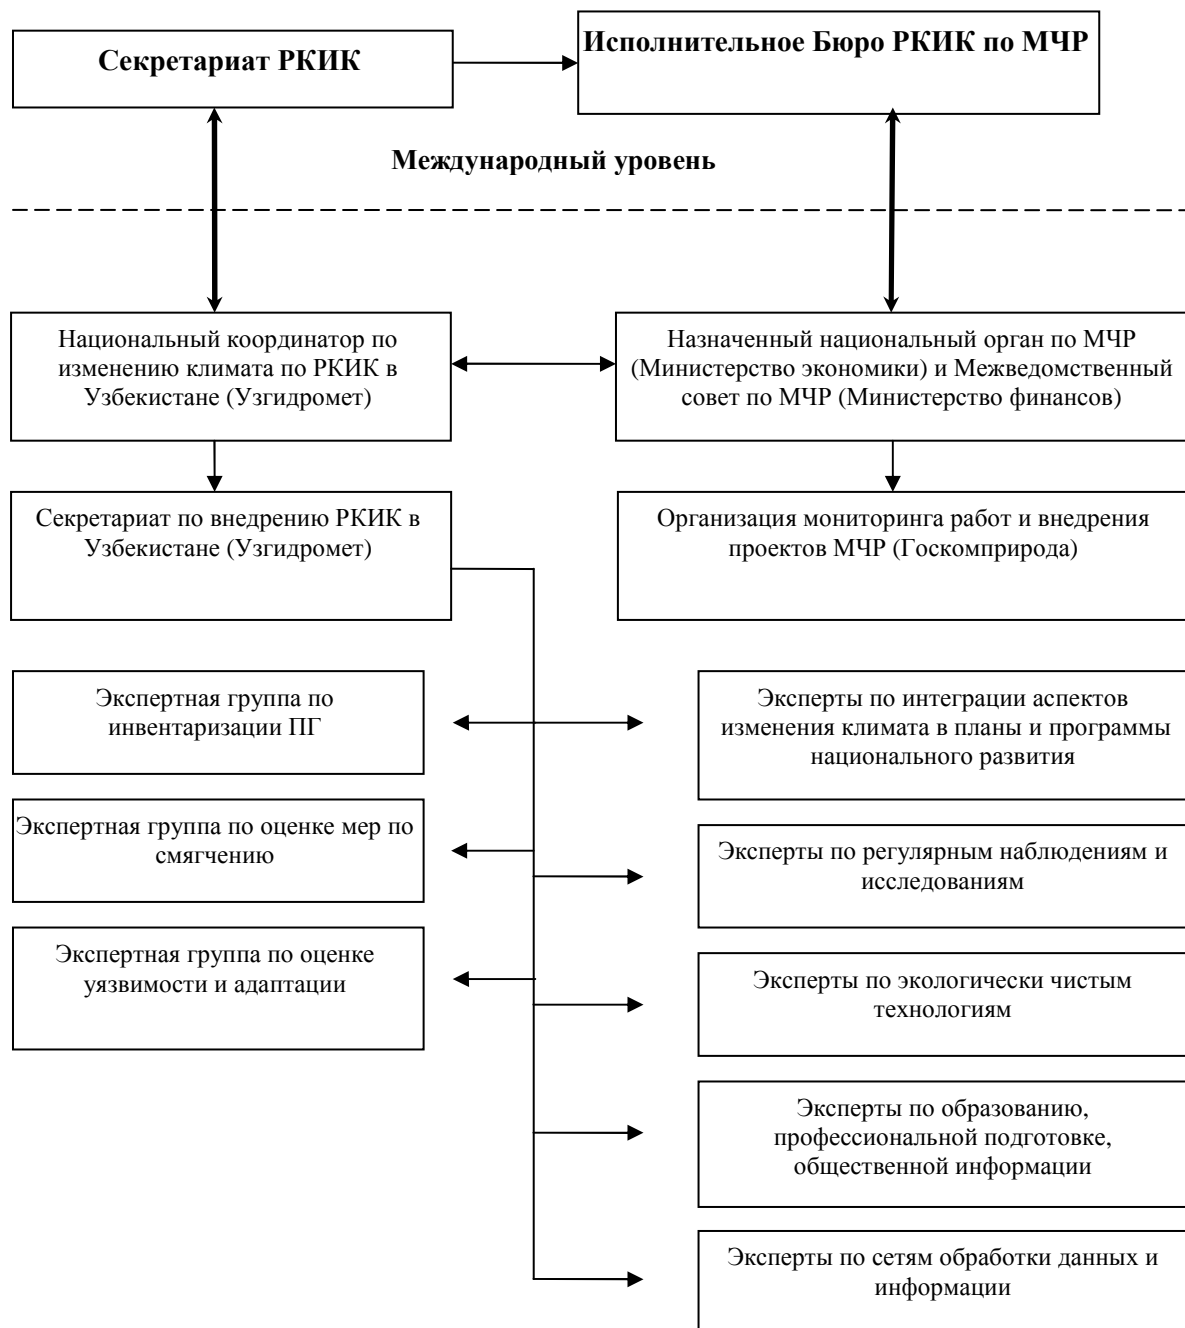 Секретариат РКИК
Исполнительное Бюро РКИК по МЧР
Международный уровень
Национальный координатор по
изменению климата по РКИК в
Узбекистане (Узгидромет)
Назначенный национальный орган по МЧР
(Министерство экономики) и Межведомственный
совет по МЧР (Министерство финансов)
Секретариат по внедрению РКИК в
Узбекистане (Узгидромет)
Организация мониторинга работ и внедрения
проектов МЧР (Госкомприрода)
Экспертная группа по
инвентаризации ПГ
Эксперты по интеграции аспектов
изменения климата в планы и программы
национального развития
Экспертная группа по оценке мер по
смягчению
Эксперты по регулярным наблюдениям и
исследованиям
Экспертная группа по оценке
уязвимости и адаптации
Эксперты по экологически чистым
технологиям
Эксперты по образованию,
профессиональной подготовке,
общественной информации
Эксперты по сетям обработки данных и
информации